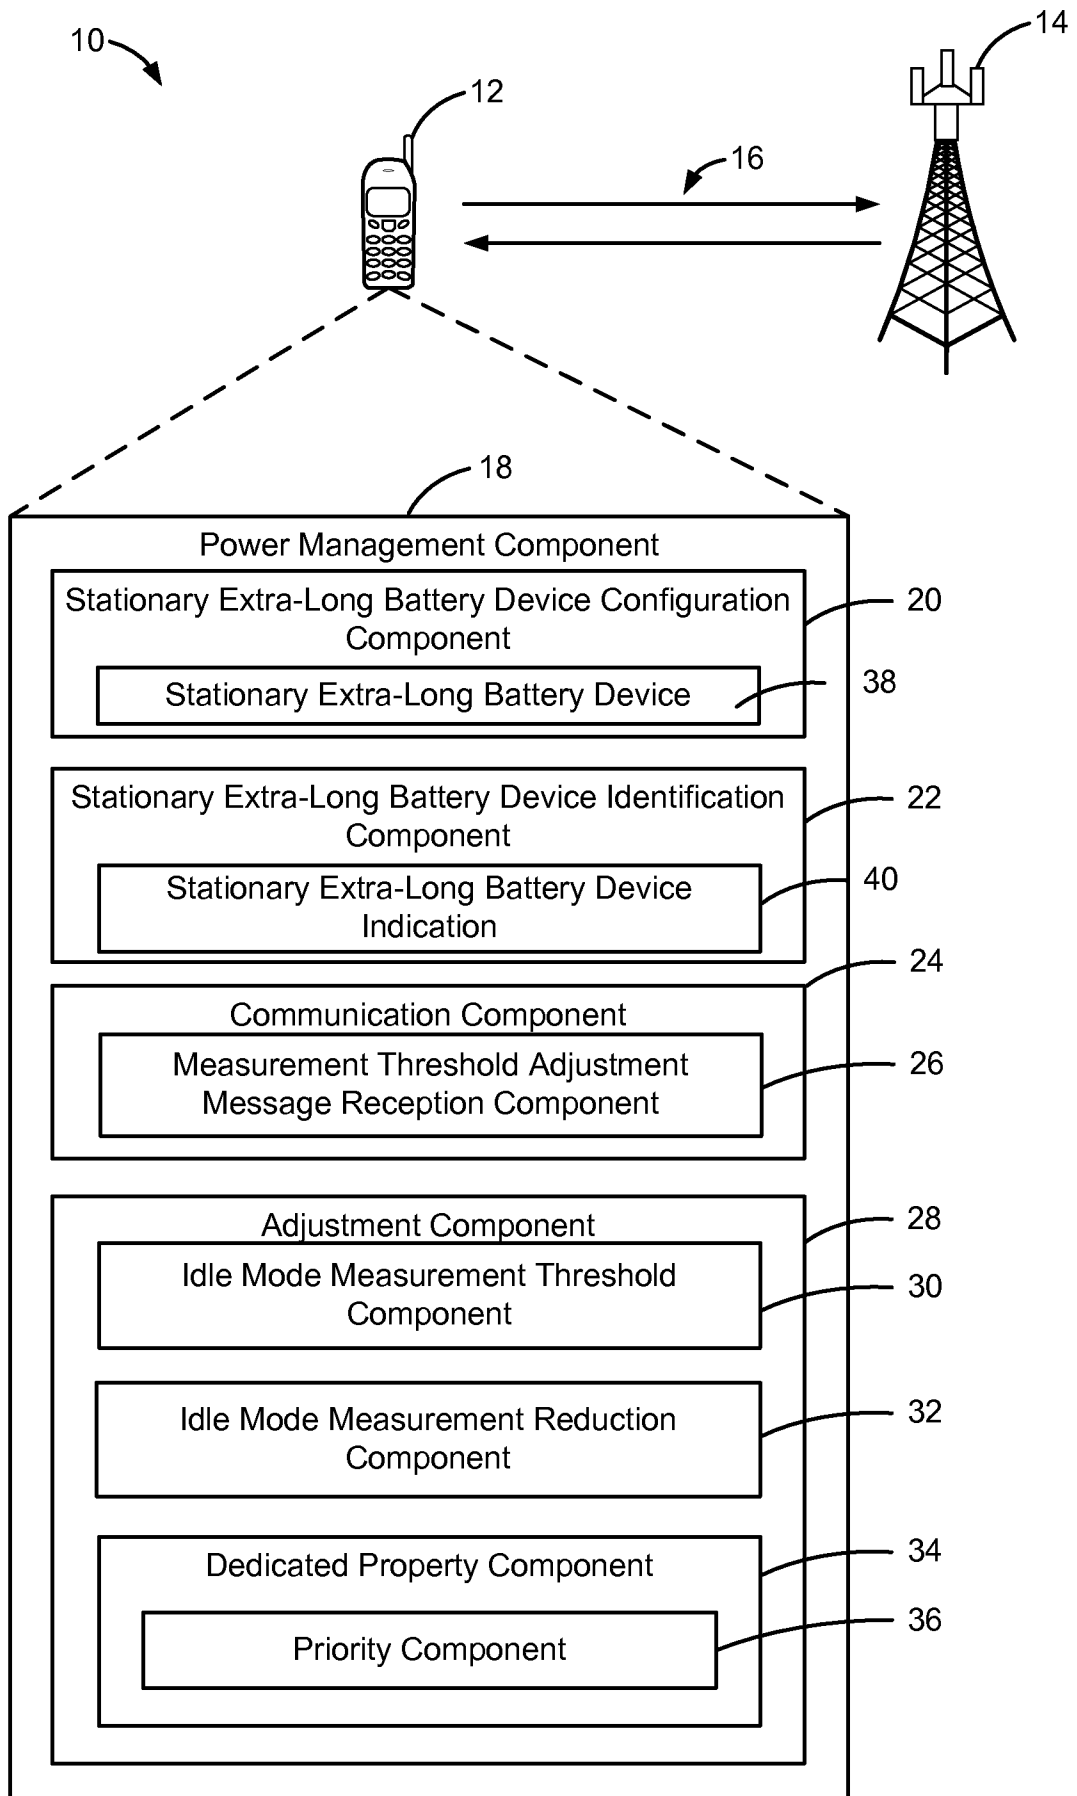 10
14
12
16
18
Power Management Component
Stationary Extra-Long Battery Device Configuration
Component
20
Stationary Extra-Long Battery Device
38
Stationary Extra-Long Battery Device Identification
Component
22
Stationary Extra-Long Battery Device
Indication
40
24
Communication Component
Measurement Threshold Adjustment
Message Reception Component
26
Adjustment Component
28
Idle Mode Measurement Threshold
Component
30
Idle Mode Measurement Reduction
Component
32
Dedicated Property Component
34
Priority Component
36